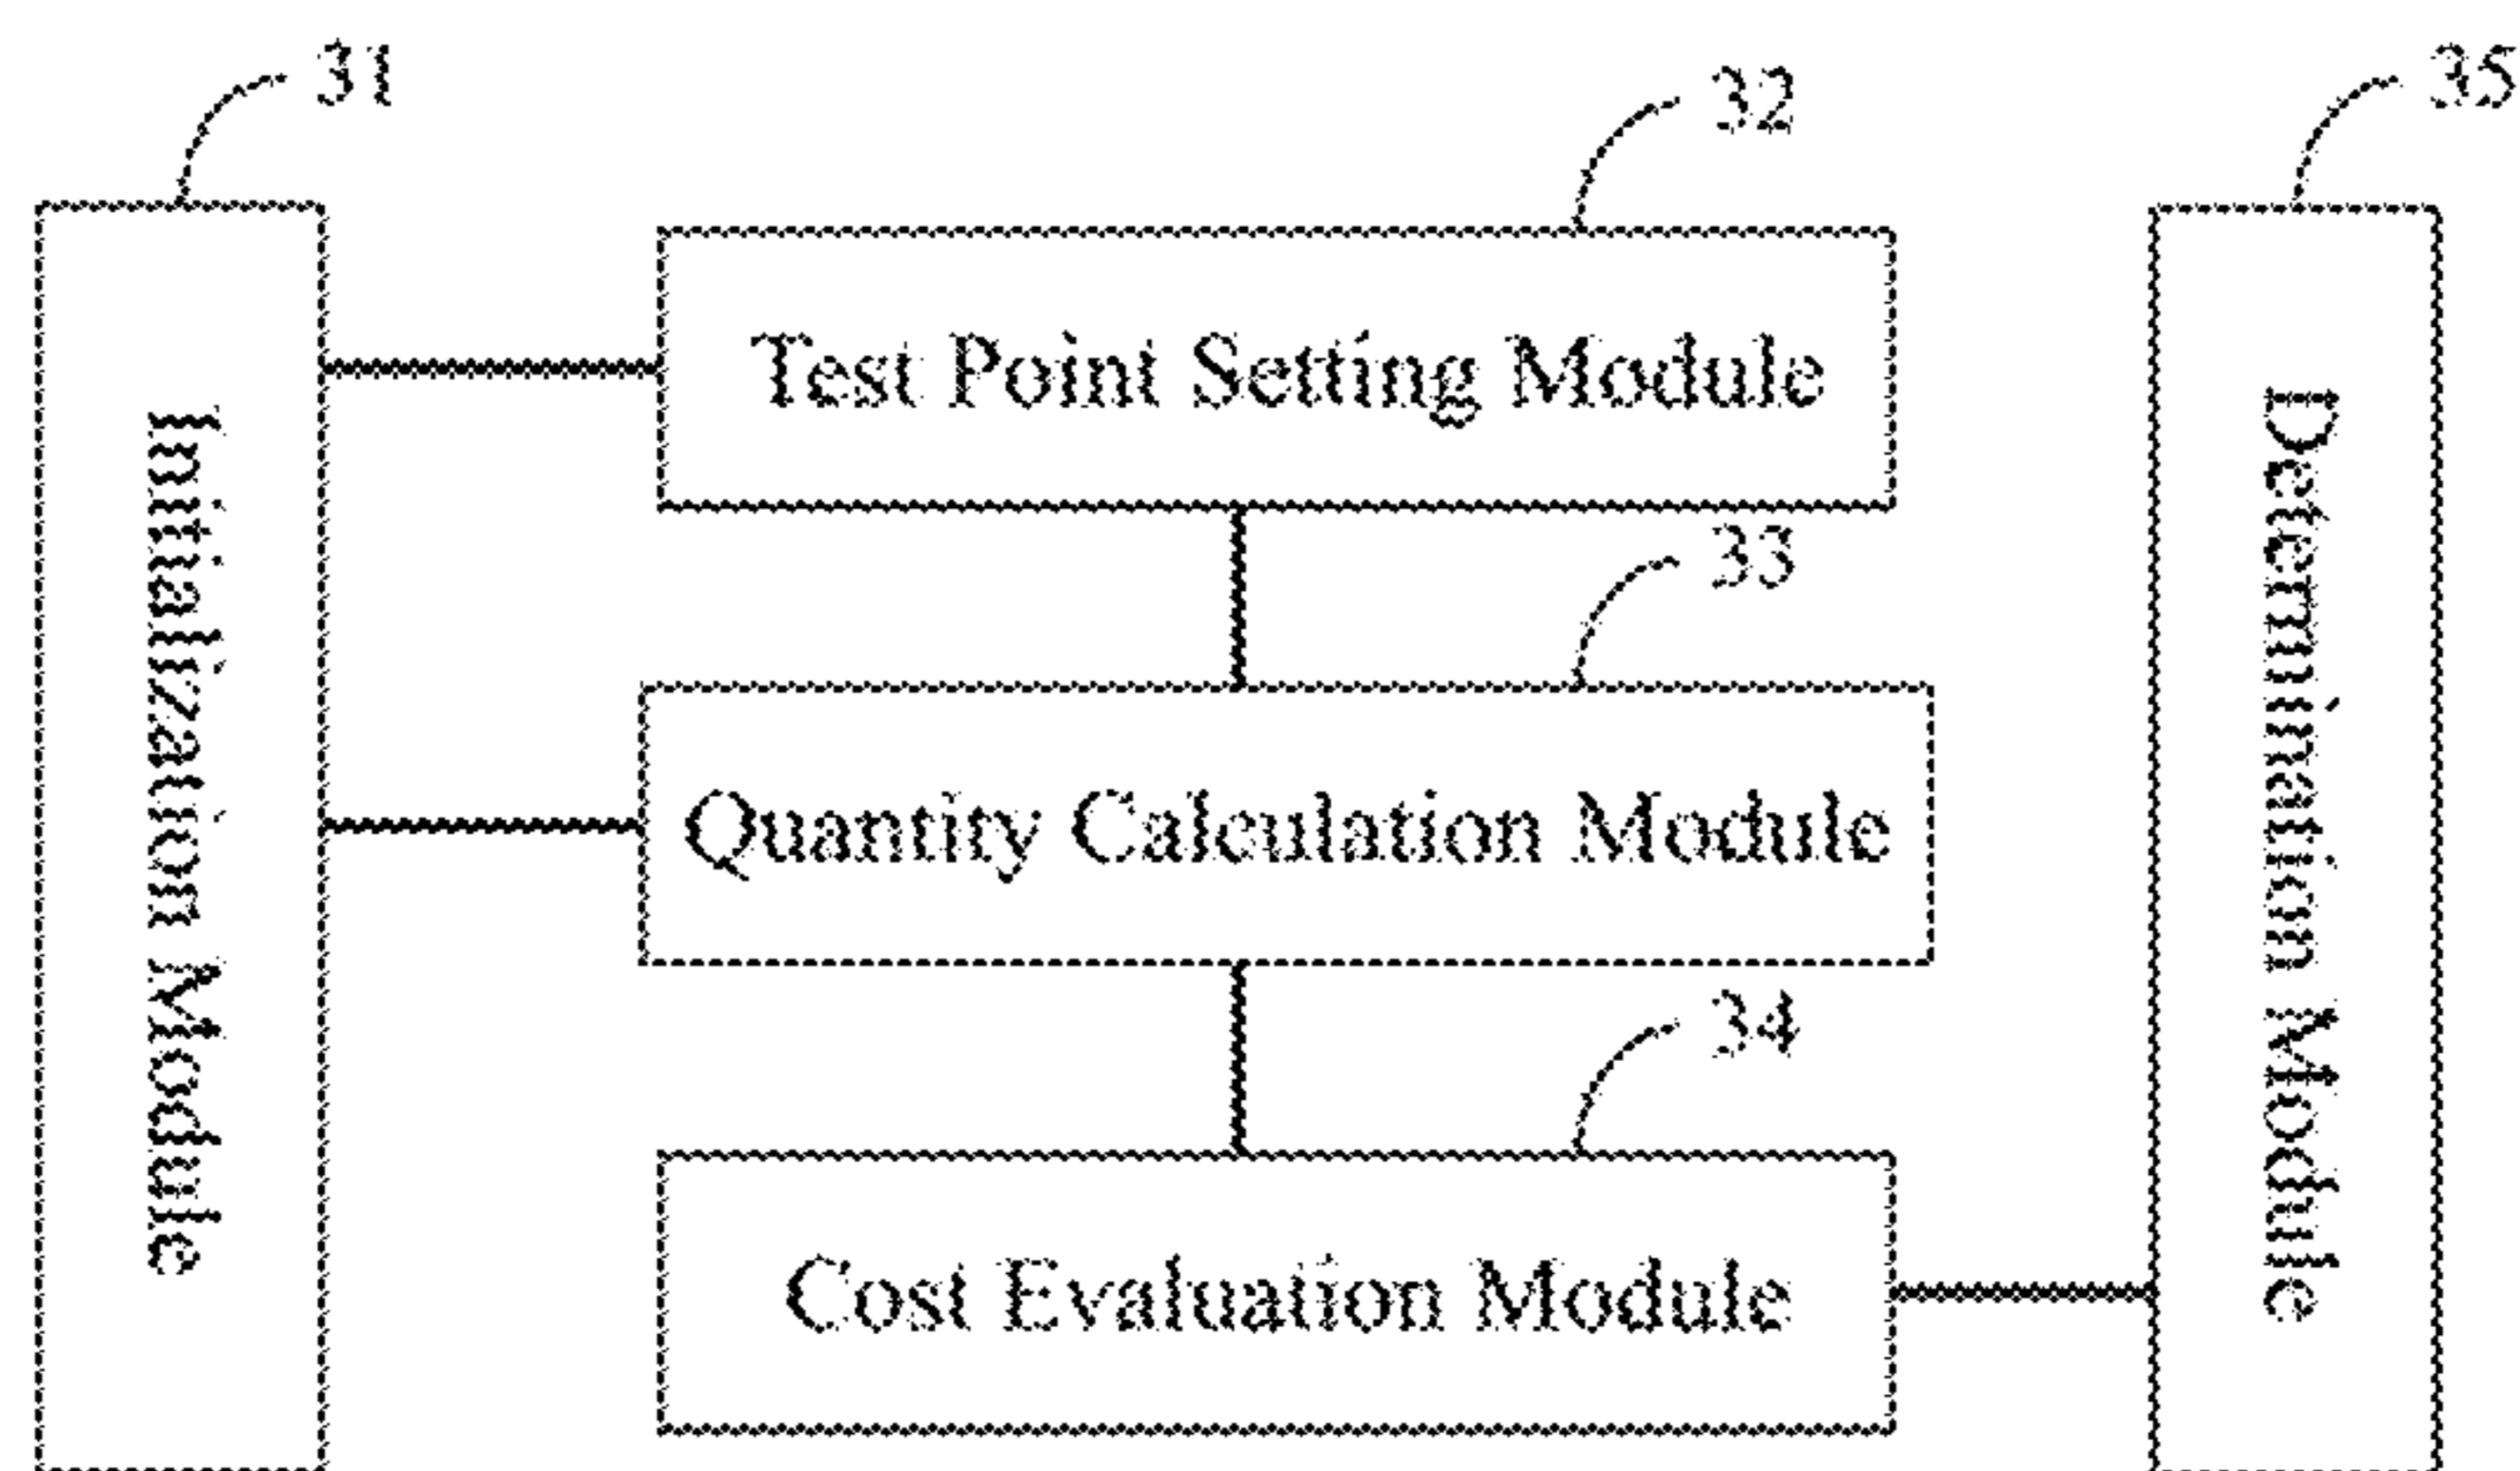 31
32
35
Test Point Setting Module
33
Initialization Module
Quantity Calculation Module
Determination Module
34
Cost Evaluation Module